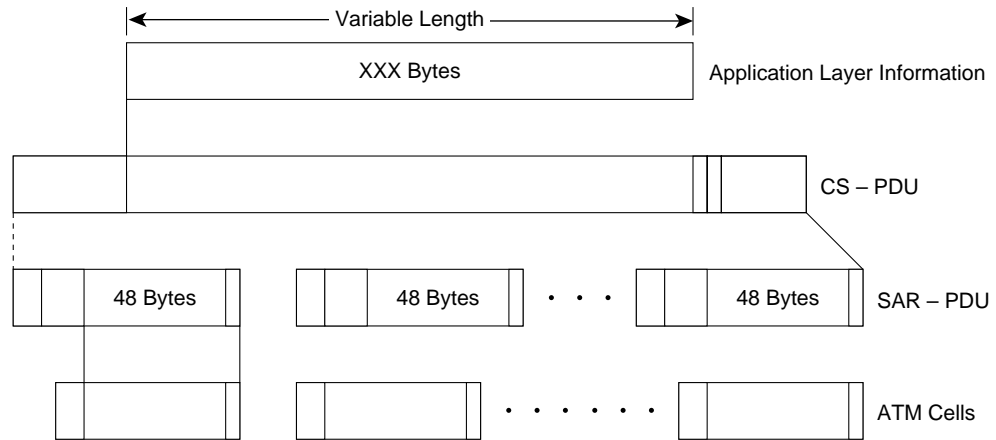 Variable Length
XXX Bytes
Application Layer Information
CS – PDU
48 Bytes
48 Bytes
. . .
48 Bytes
SAR – PDU
. . . . . .
ATM Cells